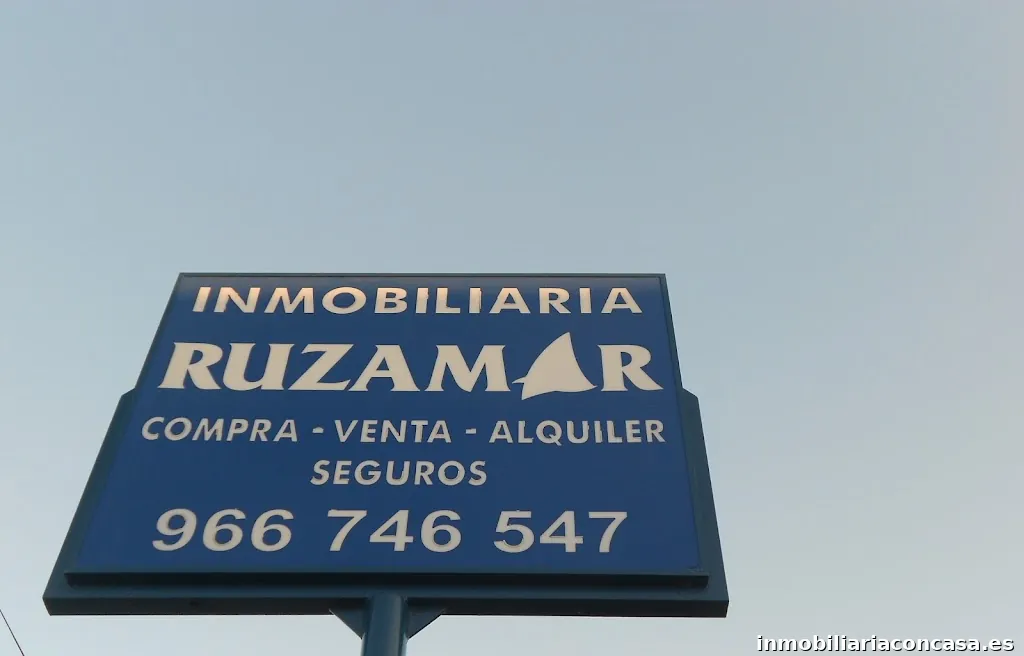 INMOBILIARIA
RUZAMAR
COMPRA - VENTA - ALQUILER
SEGUROS
966 746 547
inmobiliariaconcasa.es